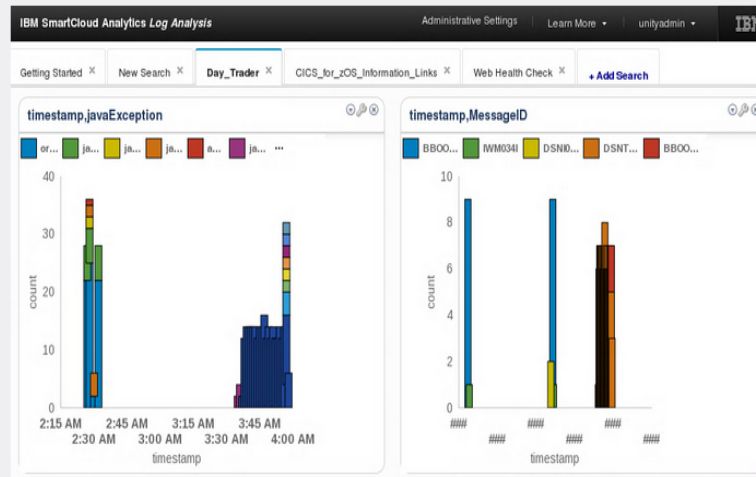 IBM SmartCloud Analytics Log Analysis
Administrative Settings Learn More unityadmin IBM
Getting Started X New Search X Day_Trader X CICS_for_zOS_Information_Links X Web Health Check X + Add Search
timestamp,javaException
or... ja... ja... ja... a... ja... ...
40
30
20
10
0
count
2:15 AM 2:45 AM 3:15 AM 3:45 AM
2:30 AM 3:00 AM 3:30 AM 4:00 AM
timestamp
timestamp,MessageID
BBOO... IWM034I DSNI0... DSNT... BBOO...
10
8
6
4
2
0
count
### ### ###
### ### ###
timestamp